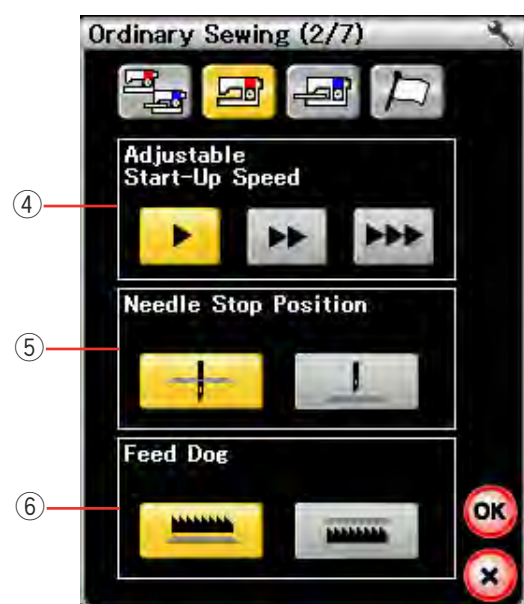 Ordinary Sewing (2/7)
Adjustable
Start-Up Speed
④
Needle Stop Position
⑤
Feed Dog
⑥
OK